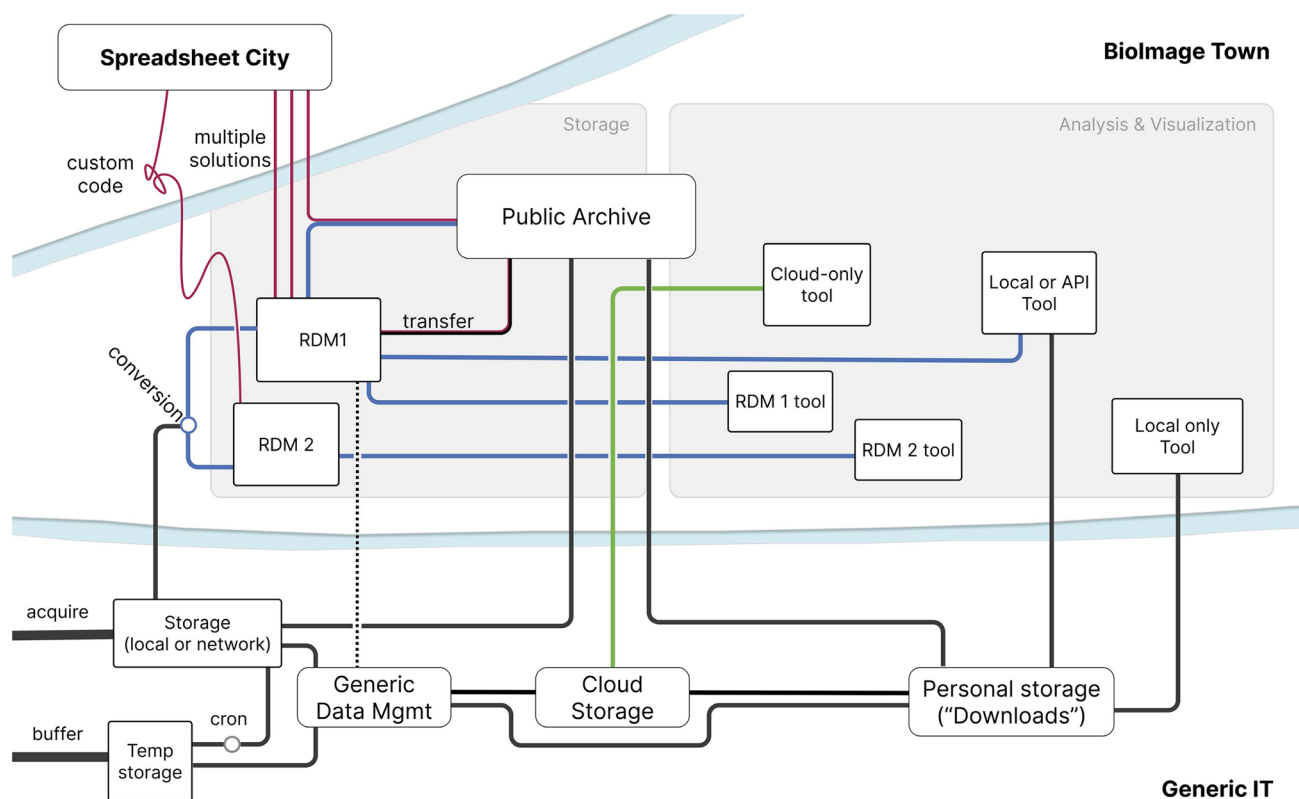 Spreadsheet City
BioImage Town
Storage
Analysis & Visualization
multiple
solutions
custom
code
Public Archive
Cloud-only
tool
Local or API
Tool
transfer
RDM1
conversion
RDM 1 tool
RDM 2
RDM 2 tool
Local only
Tool
acquire
Storage
(local or network)
Generic
Data Mgmt
Cloud
Storage
Personal storage
(“Downloads”)
cron
buffer
Temp
storage
Generic IT